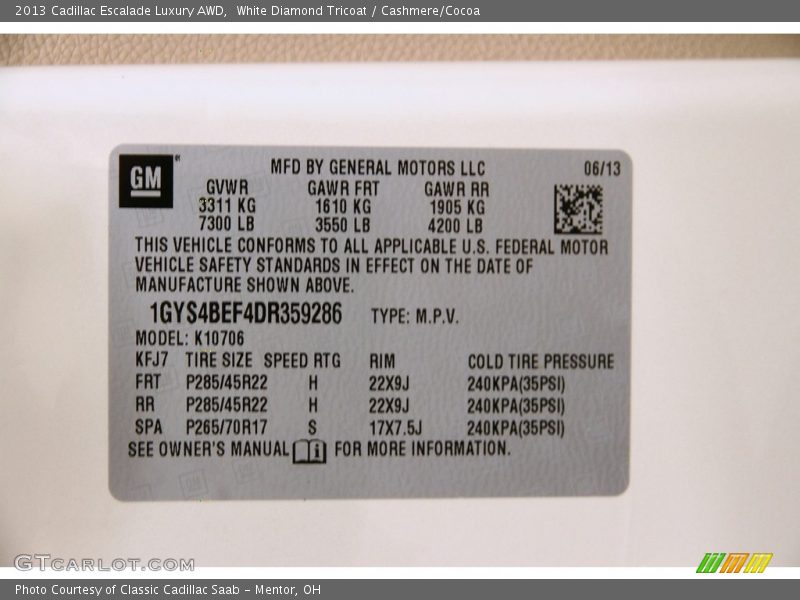 2013 Cadillac Escalade Luxury AWD,  White Diamond Tricoat / Cashmere/Cocoa
GM
MFD BY GENERAL MOTORS LLC 06/13
GVWR GAWR FRT GAWR RR
3311 KG 1610 KG 1905 KG
7300 LB 3550 LB 4200 LB
THIS VEHICLE CONFORMS TO ALL APPLICABLE U.S. FEDERAL MOTOR
VEHICLE SAFETY STANDARDS IN EFFECT ON THE DATE OF
MANUFACTURE SHOWN ABOVE.
1GYS4BEF4DR359286 TYPE: M.P.V.
MODEL: K10706
KFJ7 TIRE SIZE SPEED RTG RIM COLD TIRE PRESSURE
FRT P285/45R22 H 22X9J 240KPA(35PSI)
RR P285/45R22 H 22X9J 240KPA(35PSI)
SPA P265/70R17 S 17X7.5J 240KPA(35PSI)
SEE OWNER'S MANUAL i FOR MORE INFORMATION.
GTCARLOT.COM
Photo Courtesy of Classic Cadillac Saab - Mentor, OH